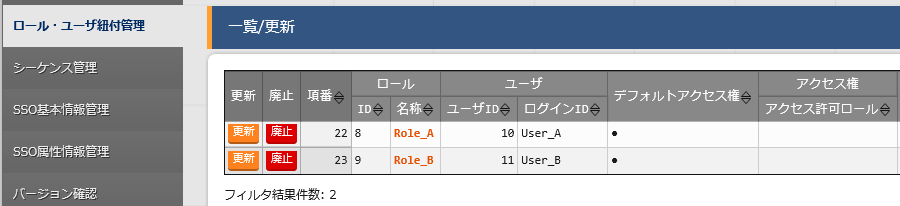 ロール・ユーザ紐付管理
シーケンス管理
SSO基本情報管理
SSO属性情報管理
バージョン確認
一覧/更新
更新 廃止 項番 ロール ユーザ デフォルトアクセス権 アクセス権
ID 名称 ユーザID ログインID アクセス許可ロール
更新 廃止 22 8 Role_A 10 User_A ●
更新 廃止 23 9 Role_B 11 User_B ●
フィルタ結果件数: 2